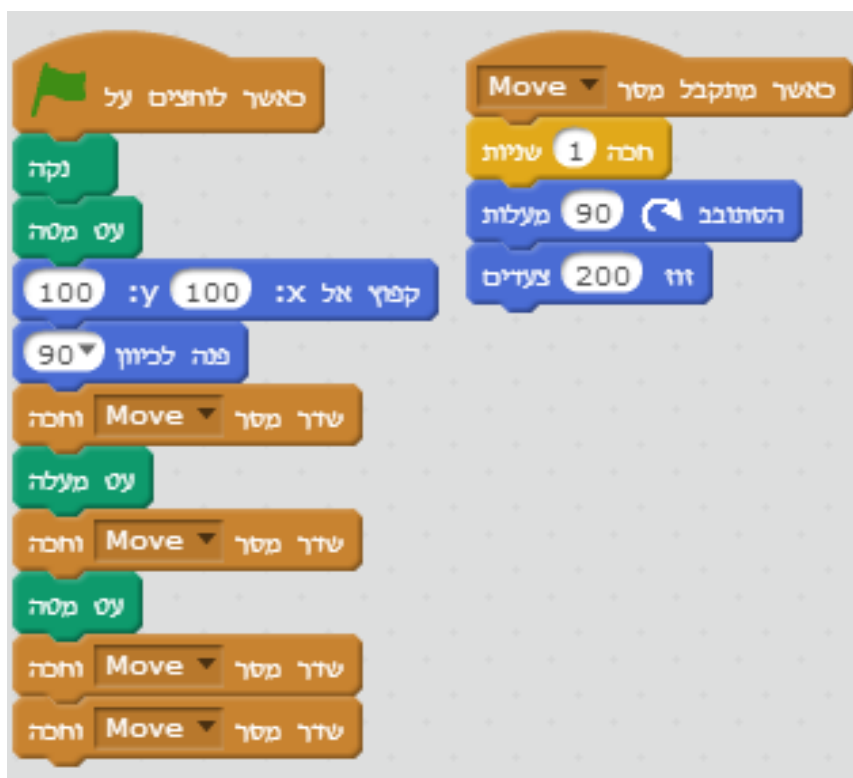 כאשר לוחצים על
נקה
עט מטה
קפוץ אל x: 100 y: 100
פנה לכיוון 90
שדר מסר Move וחכה
עט מעלה
שדר מסר Move וחכה
עט מטה
שדר מסר Move וחכה
שדר מסר Move וחכה
כאשר מתקבל מסר Move
חכה 1 שניות
הסתובב 90 מעלות
זוז 200 צעדים